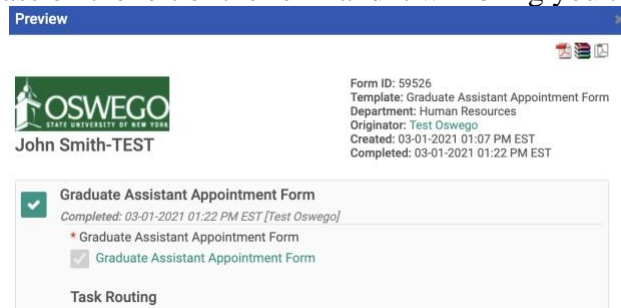 Preview
OSWEGO
STATE UNIVERSITY OF NEW YORK
John Smith-TEST
Form ID: 59526
Template: Graduate Assistant Appointment Form
Department: Human Resources
Originator: Test Oswego
Created: 03-01-2021 01:07 PM EST
Completed: 03-01-2021 01:22 PM EST
Graduate Assistant Appointment Form
Completed: 03-01-2021 01:22 PM EST [Test Oswego]
* Graduate Assistant Appointment Form
Graduate Assistant Appointment Form
Task Routing